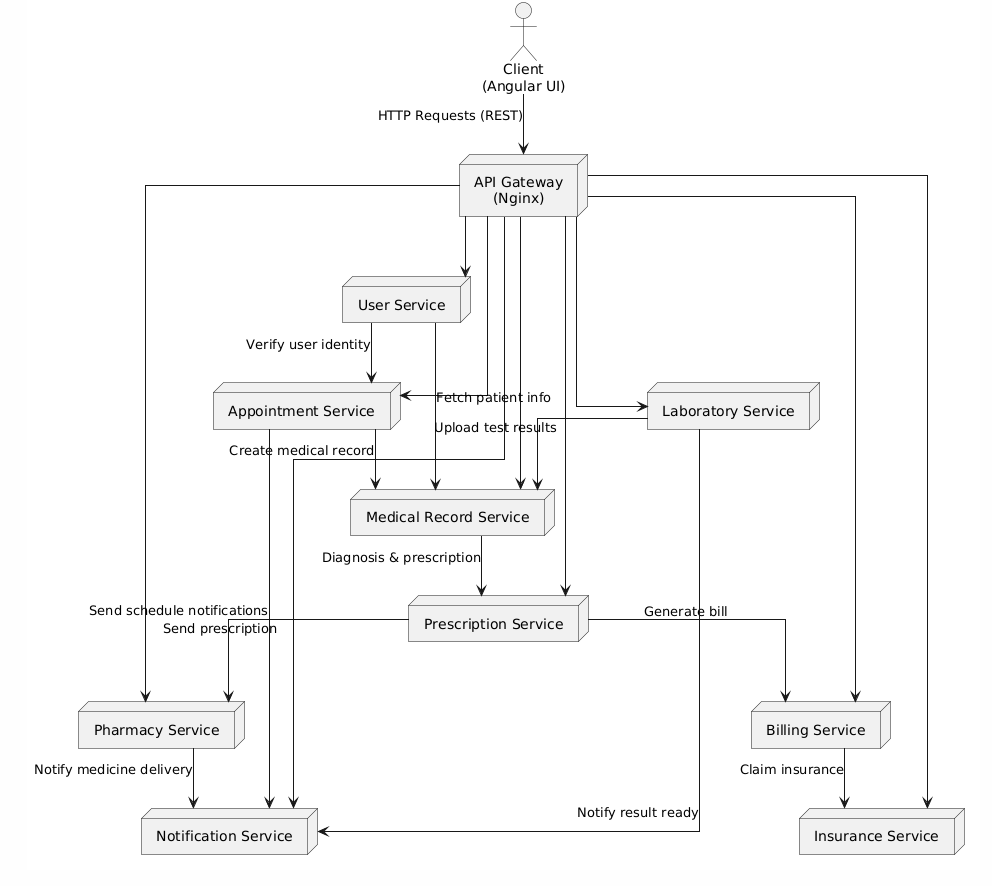 Client
(Angular UI)
HTTP Requests (REST)
API Gateway
(Nginx)
User Service
Verify user identity
Fetch patient info
Appointment Service
Laboratory Service
Upload test results
Create medical record
Medical Record Service
Diagnosis & prescription
Send schedule notifications
Generate bill
Prescription Service
Send prescription
Pharmacy Service
Billing Service
Notify medicine delivery
Claim insurance
Notify result ready
Notification Service
Insurance Service